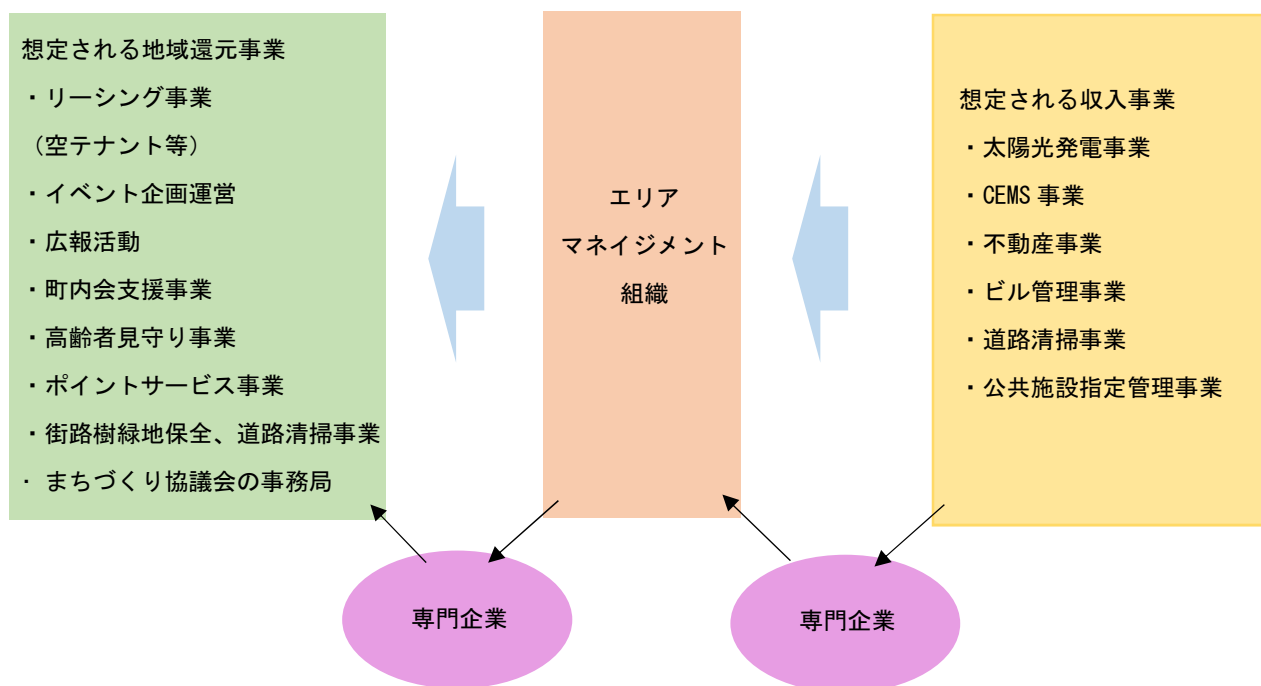 想定される地域還元事業
・リーシング事業
（空テナント等）
・イベント企画運営
・広報活動
・町内会支援事業
・高齢者見守り事業
・ポイントサービス事業
・街路樹緑地保全、道路清掃事業
・ まちづくり協議会の事務局
エリア
マネイジメント
組織
想定される収入事業
・太陽光発電事業
・CEMS 事業
・不動産事業
・ビル管理事業
・道路清掃事業
・公共施設指定管理事業
専門企業
専門企業